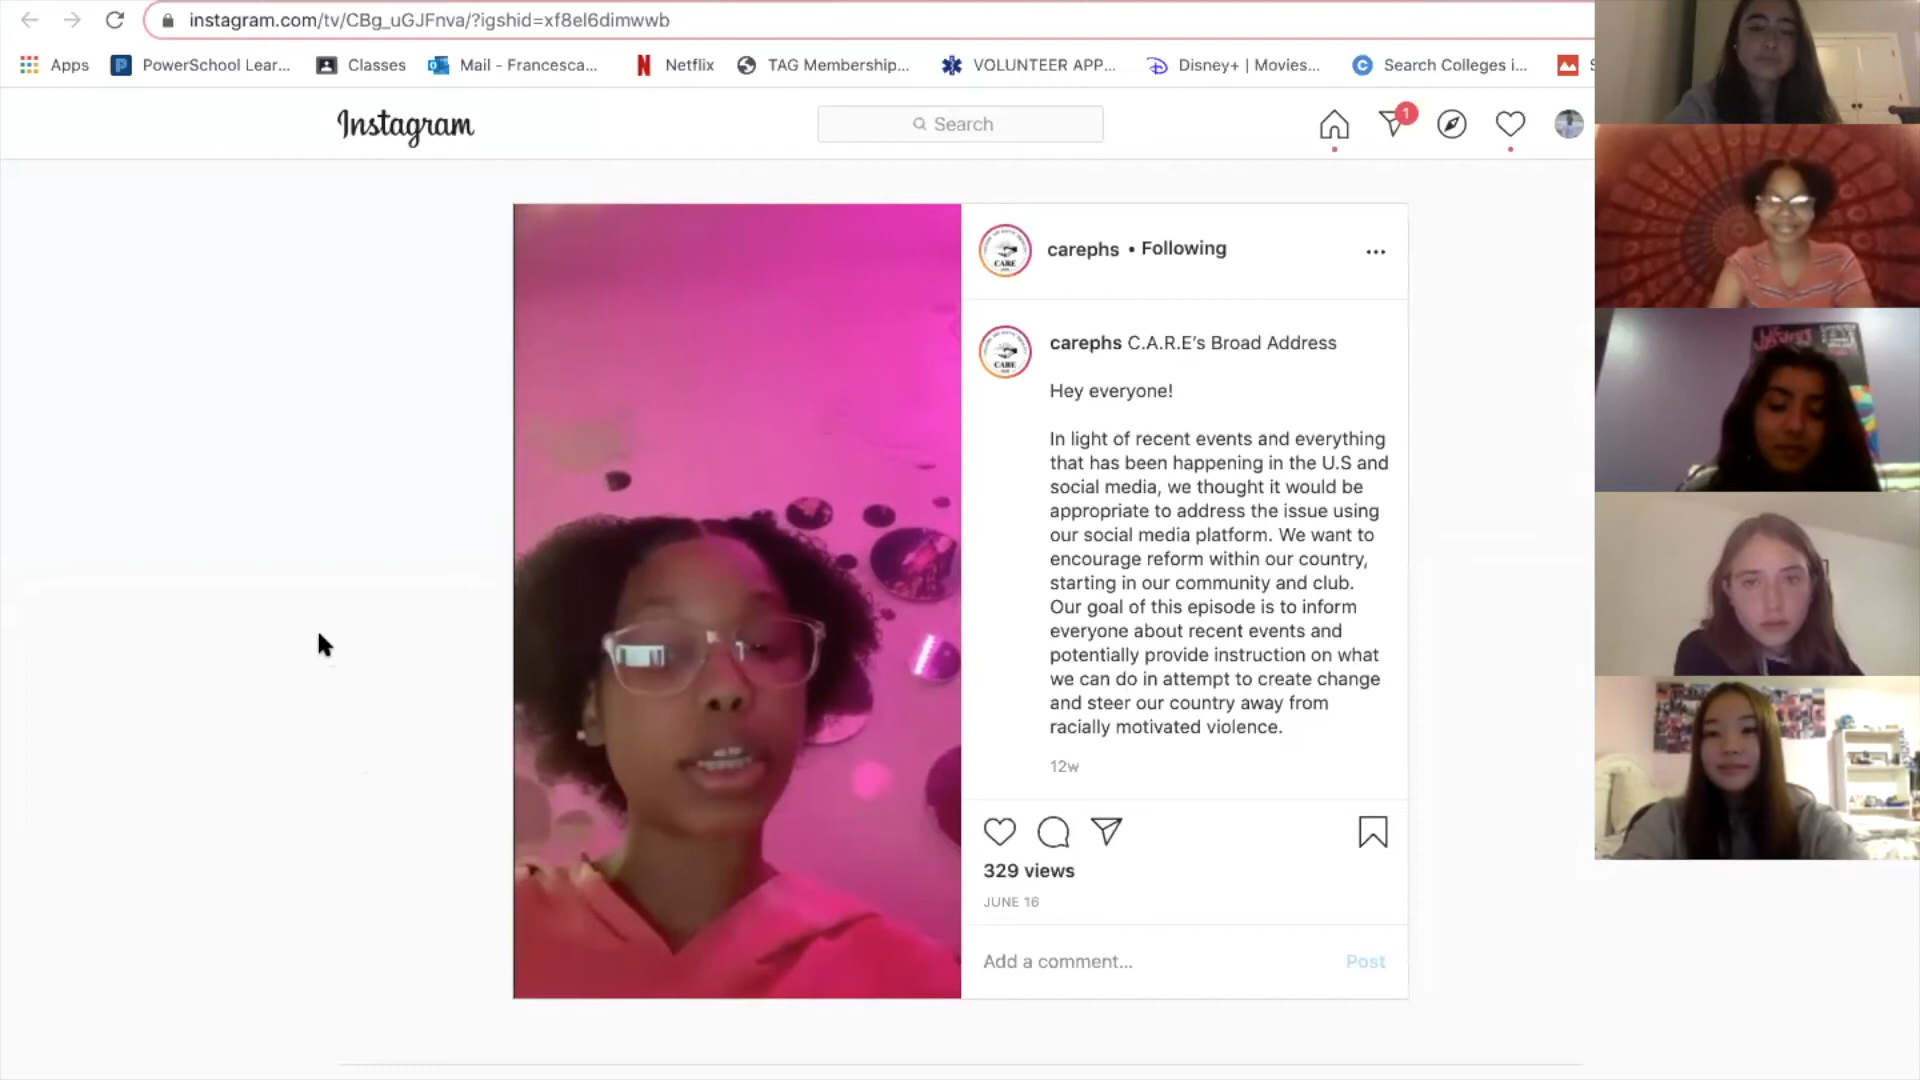 instagram.com/tv/CBg_uGJFnva/?igshid=xf8el6dimwwb
Apps PowerSchool Lear... Classes Mail - Francesca... Netflix TAG Membership... VOLUNTEER APP... Disney+ | Movies... Search Colleges i...
Instagram
Search
1
carephs • Following
CARE
carephs C.A.R.E's Broad Address
CARE
Hey everyone!
In light of recent events and everything
that has been happening in the U.S and
social media, we thought it would be
appropriate to address the issue using
our social media platform. We want to
encourage reform within our country,
starting in our community and club.
Our goal of this episode is to inform
everyone about recent events and
potentially provide instruction on what
we can do in attempt to create change
and steer our country away from
racially motivated violence.
12w
329 views
JUNE 16
Add a comment... Post